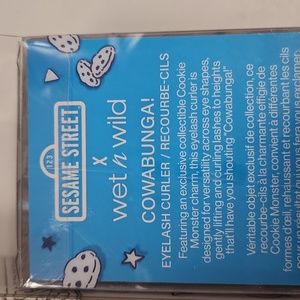 123
SESAME STREET
X
wet n wild
COWABUNGA!
EYELASH CURLER / RECOURBE-CILS
Featuring an exclusive collectible Cookie
Monster charm, this eyelash curler is
designed for versatility across eye shapes,
gently lifting and curling lashes to heights
that'll have you shouting "Cowabunga!"
Véritable objet exclusif de collection, ce
recourbe-cils à la charmante effigie de
Cookie Monster, convient à différentes
formes d'œil, rehaussant et recourbant les cils